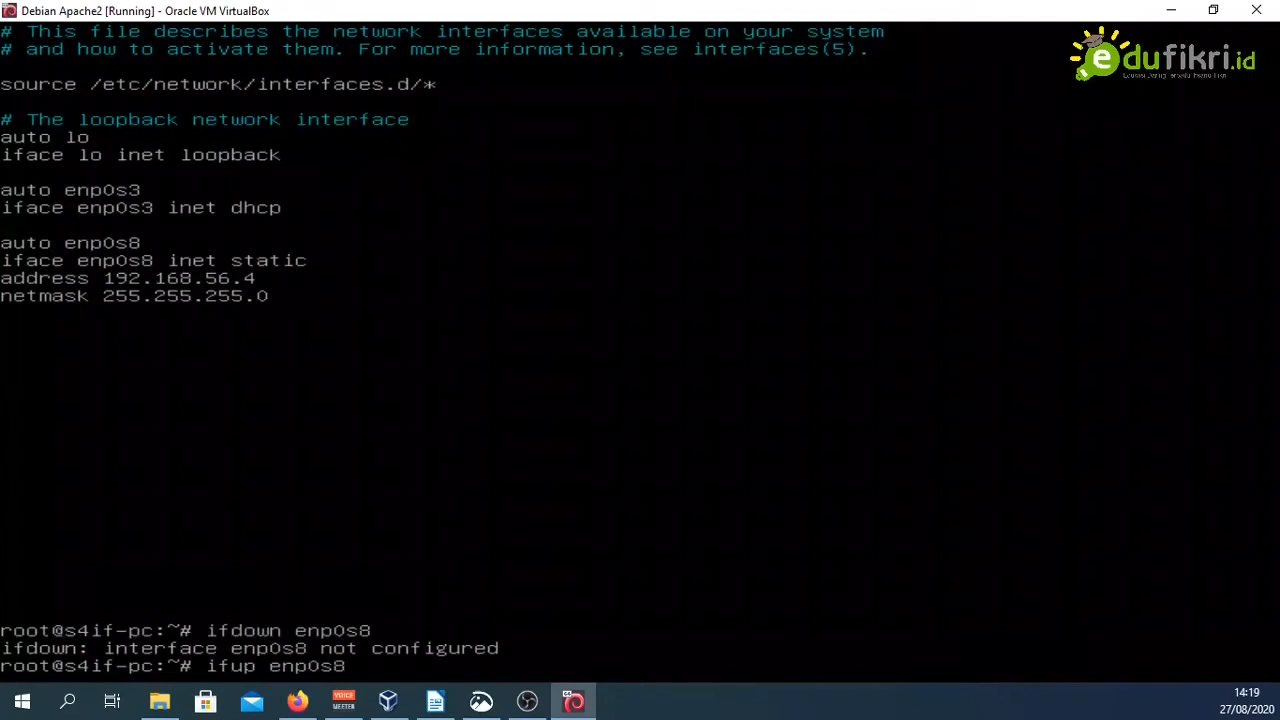 Debian Apache2 [Running] - Oracle VM VirtualBox
# This file describes the network interfaces available on your system
# and how to activate them. For more information, see interfaces(5).
edufikri.id
source /etc/network/interfaces.d/*
# The loopback network interface
auto lo
iface lo inet loopback
auto enp0s3
iface enp0s3 inet dhcp
auto enp0s8
iface enp0s8 inet static
address 192.168.56.4
netmask 255.255.255.0
root@s4if-pc:~# ifdown enp0s8
ifdown: interface enp0s8 not configured
root@s4if-pc:~# ifup enp0s8
VOICE
MEETER
14:19
27/08/2020